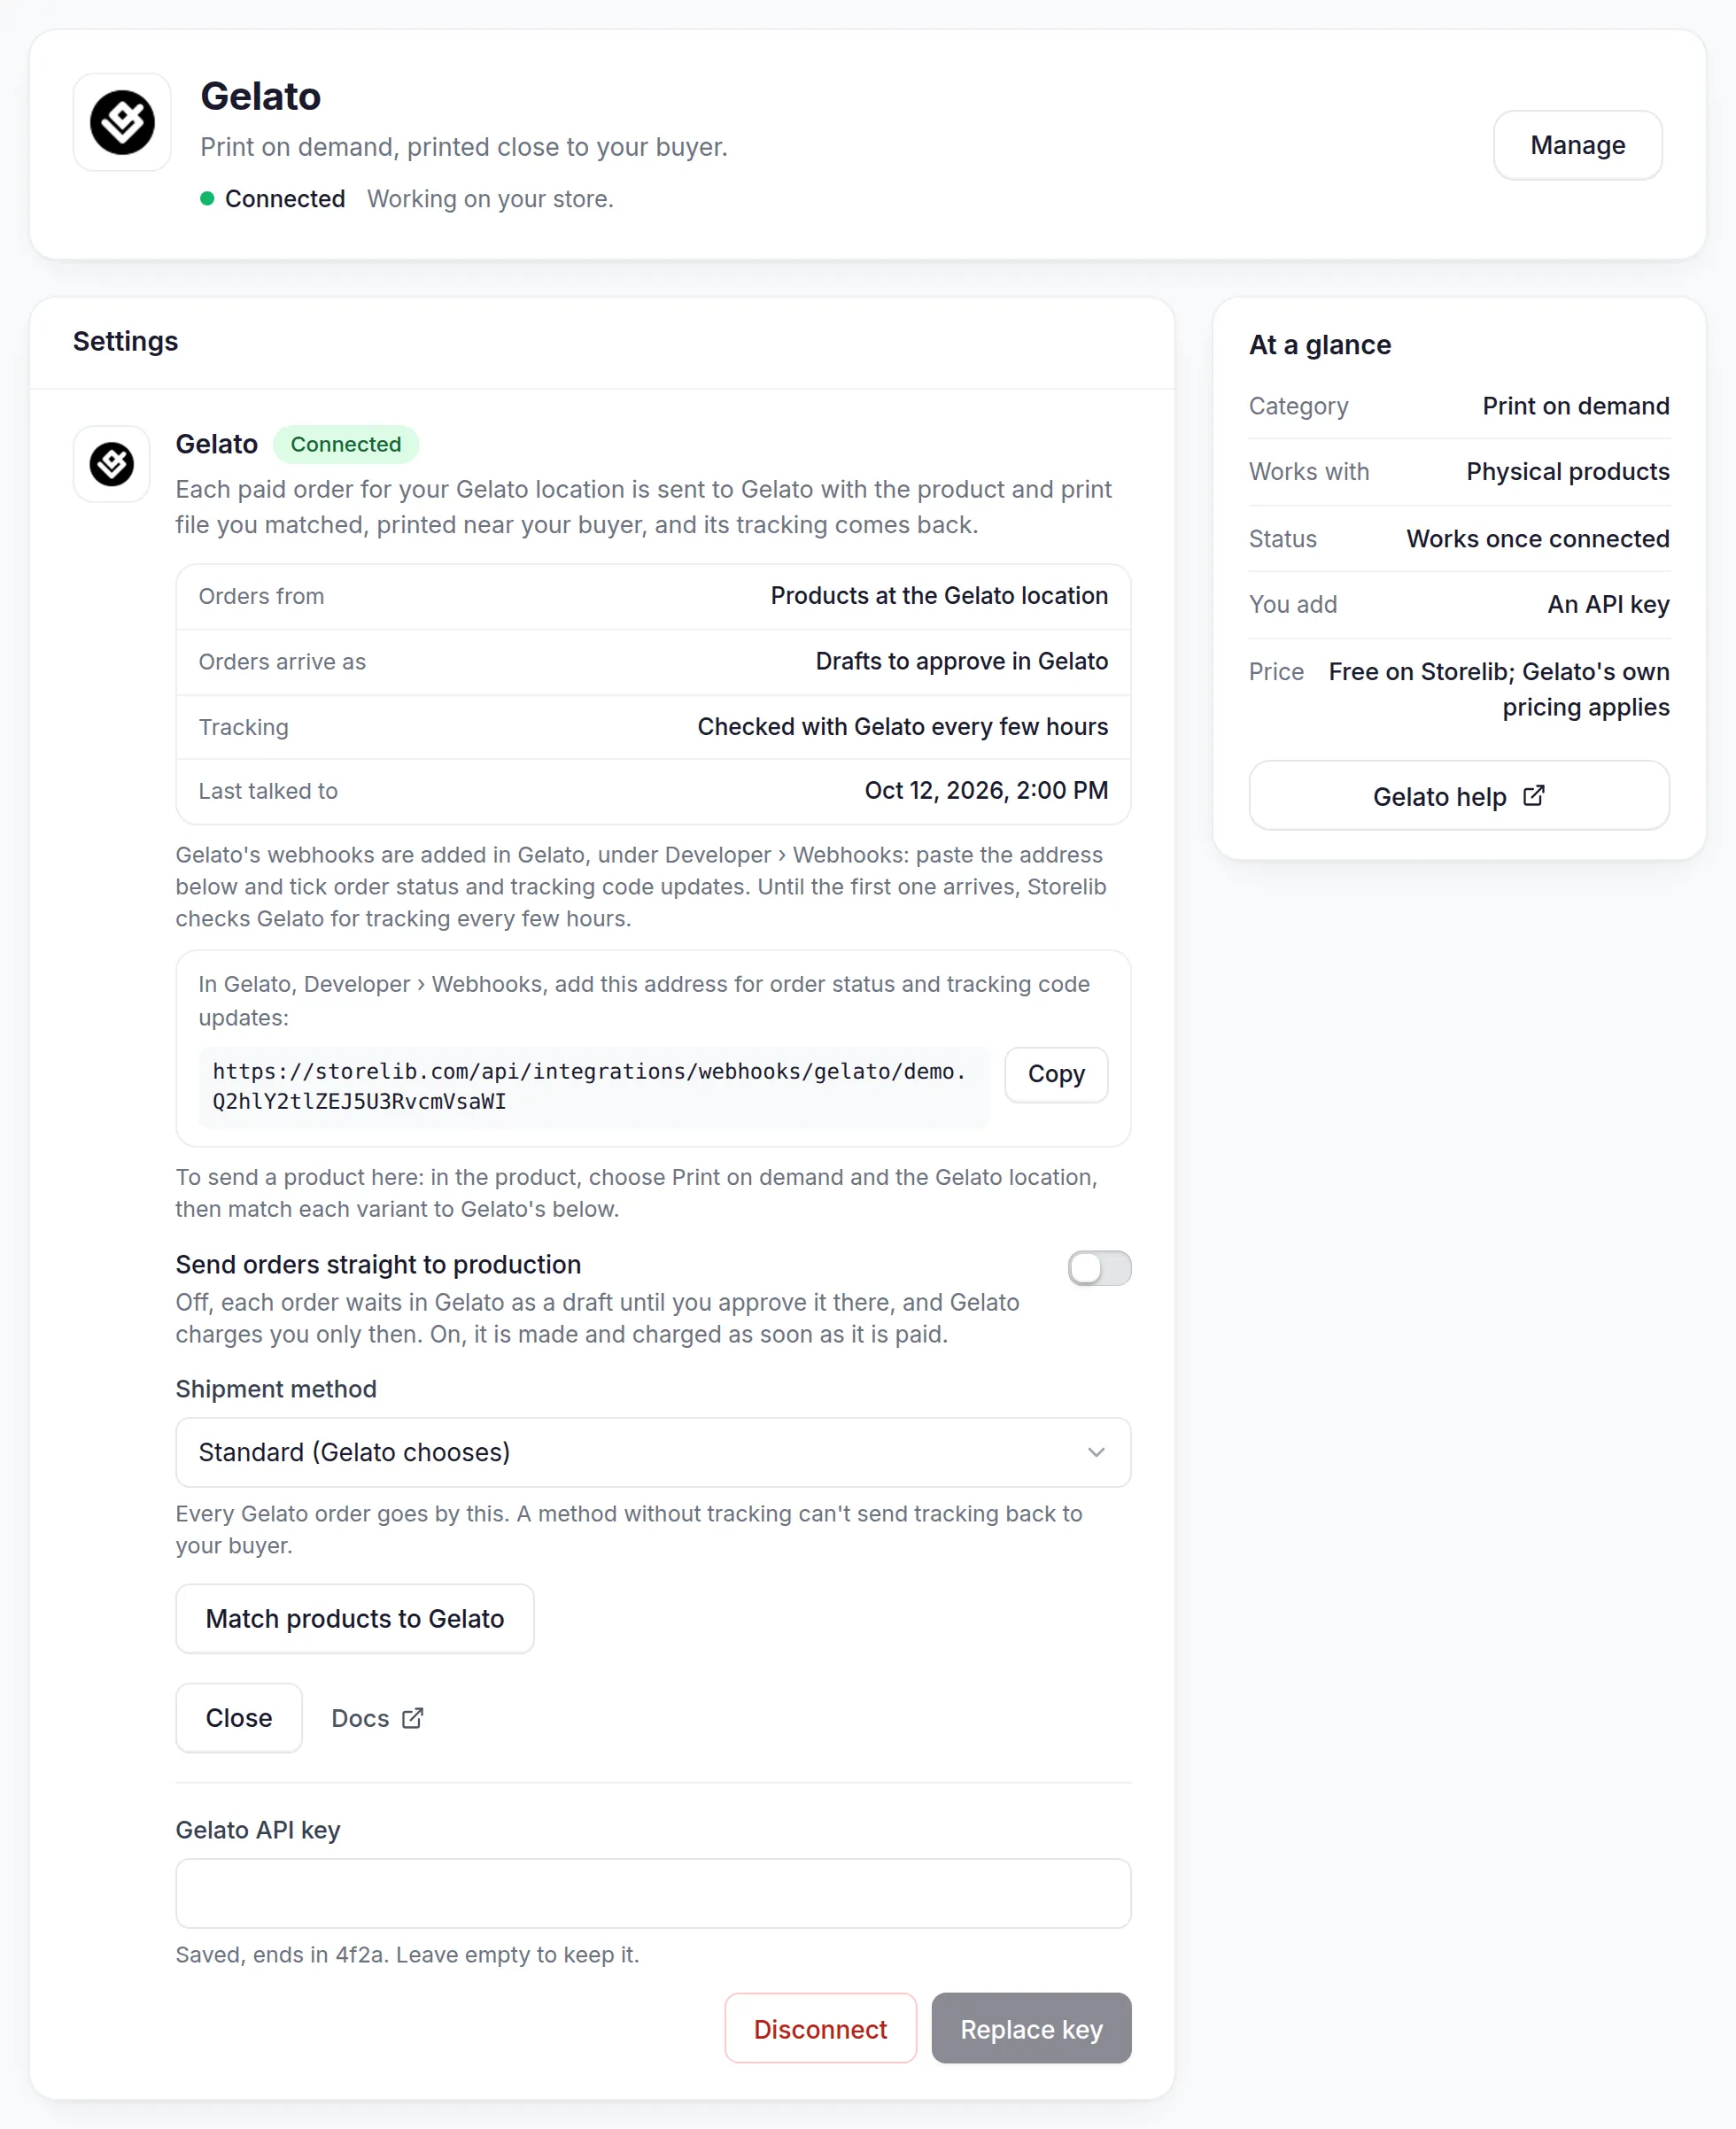 Gelato
Print on demand, printed close to your buyer.
Connected Working on your store.
Manage
Settings
Gelato Connected
Each paid order for your Gelato location is sent to Gelato with the product and print
file you matched, printed near your buyer, and its tracking comes back.
Orders from Products at the Gelato location
Orders arrive as Drafts to approve in Gelato
Tracking Checked with Gelato every few hours
Last talked to Oct 12, 2026, 2:00 PM
Gelato's webhooks are added in Gelato, under Developer › Webhooks: paste the address
below and tick order status and tracking code updates. Until the first one arrives, Storelib
checks Gelato for tracking every few hours.
In Gelato, Developer › Webhooks, add this address for order status and tracking code
updates:
https://storelib.com/api/integrations/webhooks/gelato/demo.
Q2hlY2tlZEJ5U3RvcmVsaWI
Copy
To send a product here: in the product, choose Print on demand and the Gelato location,
then match each variant to Gelato's below.
Send orders straight to production
Off, each order waits in Gelato as a draft until you approve it there, and Gelato
charges you only then. On, it is made and charged as soon as it is paid.
Shipment method
Standard (Gelato chooses)
Every Gelato order goes by this. A method without tracking can't send tracking back to
your buyer.
Match products to Gelato
Close Docs
Gelato API key
Saved, ends in 4f2a. Leave empty to keep it.
Disconnect Replace key
At a glance
Category Print on demand
Works with Physical products
Status Works once connected
You add An API key
Price Free on Storelib; Gelato's own
pricing applies
Gelato help